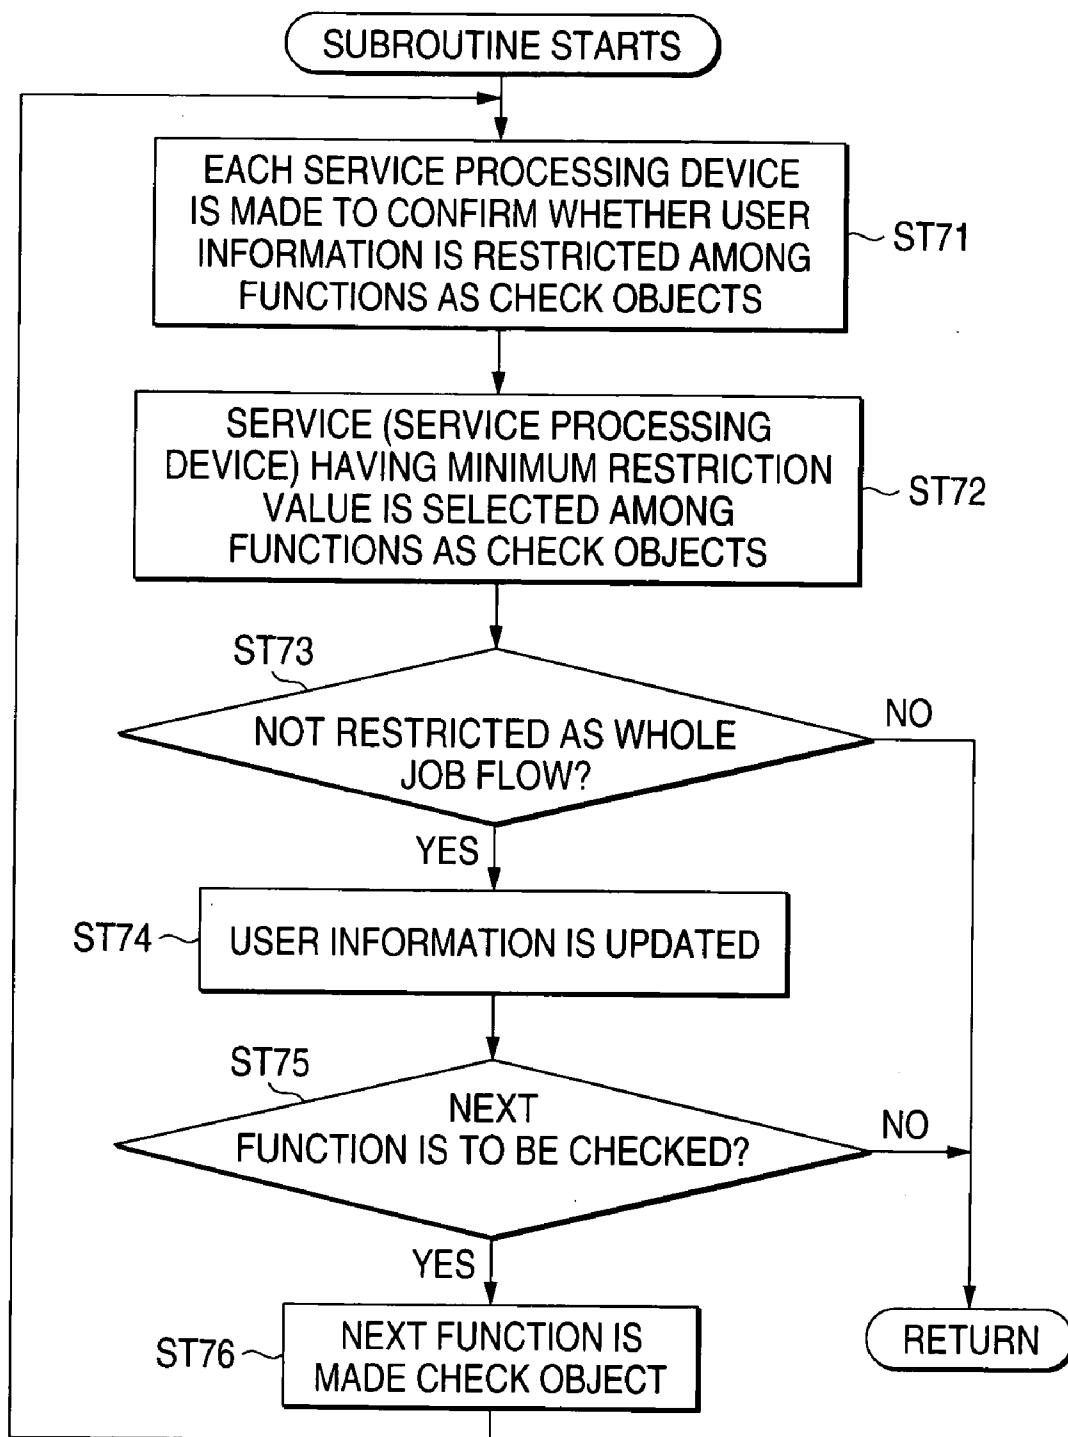 SUBROUTINE STARTS
EACH SERVICE PROCESSING DEVICE
IS MADE TO CONFIRM WHETHER USER
INFORMATION IS RESTRICTED AMONG
FUNCTIONS AS CHECK OBJECTS
ST71
SERVICE (SERVICE PROCESSING
DEVICE) HAVING MINIMUM RESTRICTION
VALUE IS SELECTED AMONG
FUNCTIONS AS CHECK OBJECTS
ST72
ST73
NOT RESTRICTED AS WHOLE
JOB FLOW?
NO
YES
ST74
USER INFORMATION IS UPDATED
ST75
NEXT
FUNCTION IS TO BE CHECKED?
NO
YES
ST76
NEXT FUNCTION IS
MADE CHECK OBJECT
RETURN